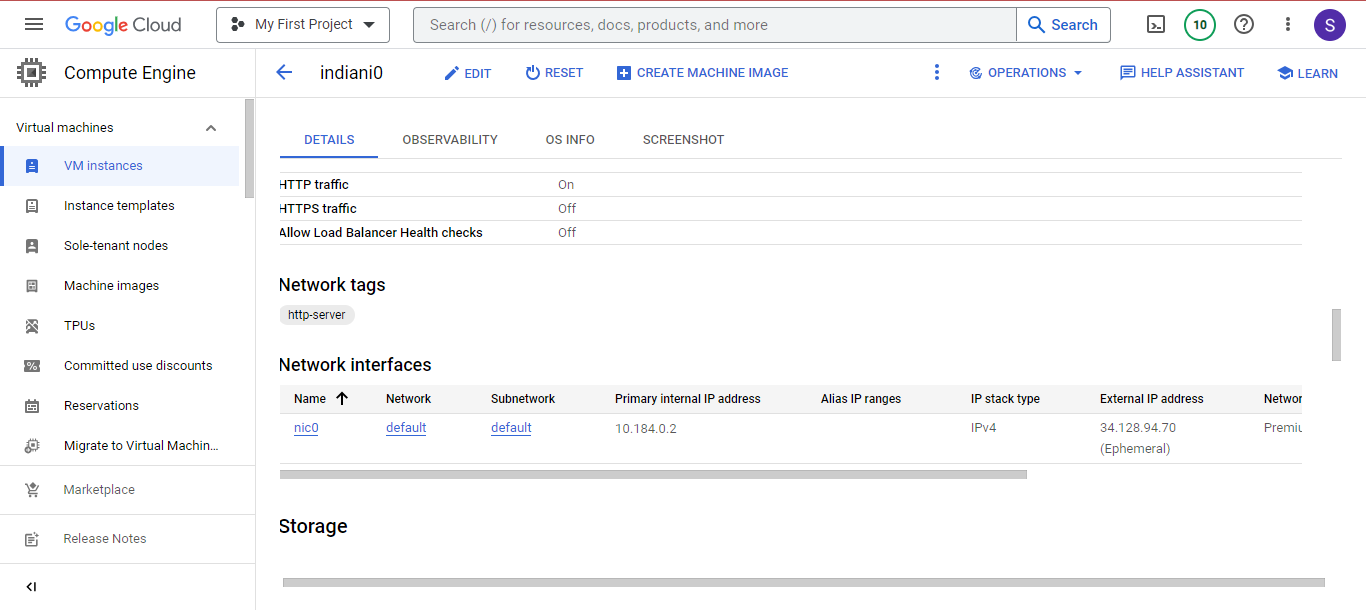 Google Cloud
My First Project
Search (/) for resources, docs, products, and more
Search
10
S
Compute Engine
indiani0
EDIT
RESET
CREATE MACHINE IMAGE
OPERATIONS
HELP ASSISTANT
LEARN
Virtual machines
VM instances
Instance templates
Sole-tenant nodes
Machine images
TPUs
Committed use discounts
Reservations
Migrate to Virtual Machin...
Marketplace
Release Notes
DETAILS OBSERVABILITY OS INFO SCREENSHOT
HTTP traffic On
HTTPS traffic Off
Allow Load Balancer Health checks Off
Network tags
http-server
Network interfaces
Name Network Subnetwork Primary internal IP address Alias IP ranges IP stack type External IP address Networ
nic0 default default 10.184.0.2 IPv4 34.128.94.70 Premiu
(Ephemeral)
Storage